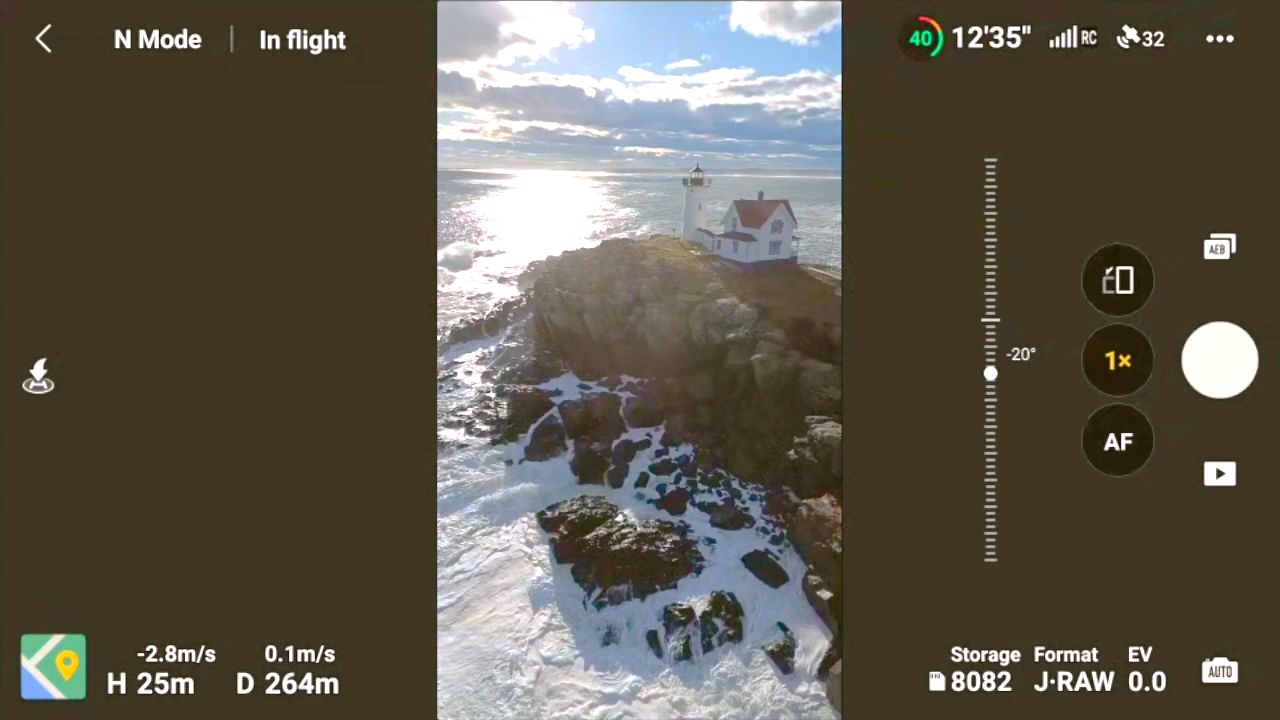 N Mode | In flight
40 12'35" RC 32
AEB
-20°
1×
AF
-2.8m/s 0.1m/s
H 25m D 264m
Storage Format EV
8082 J·RAW 0.0
AUTO